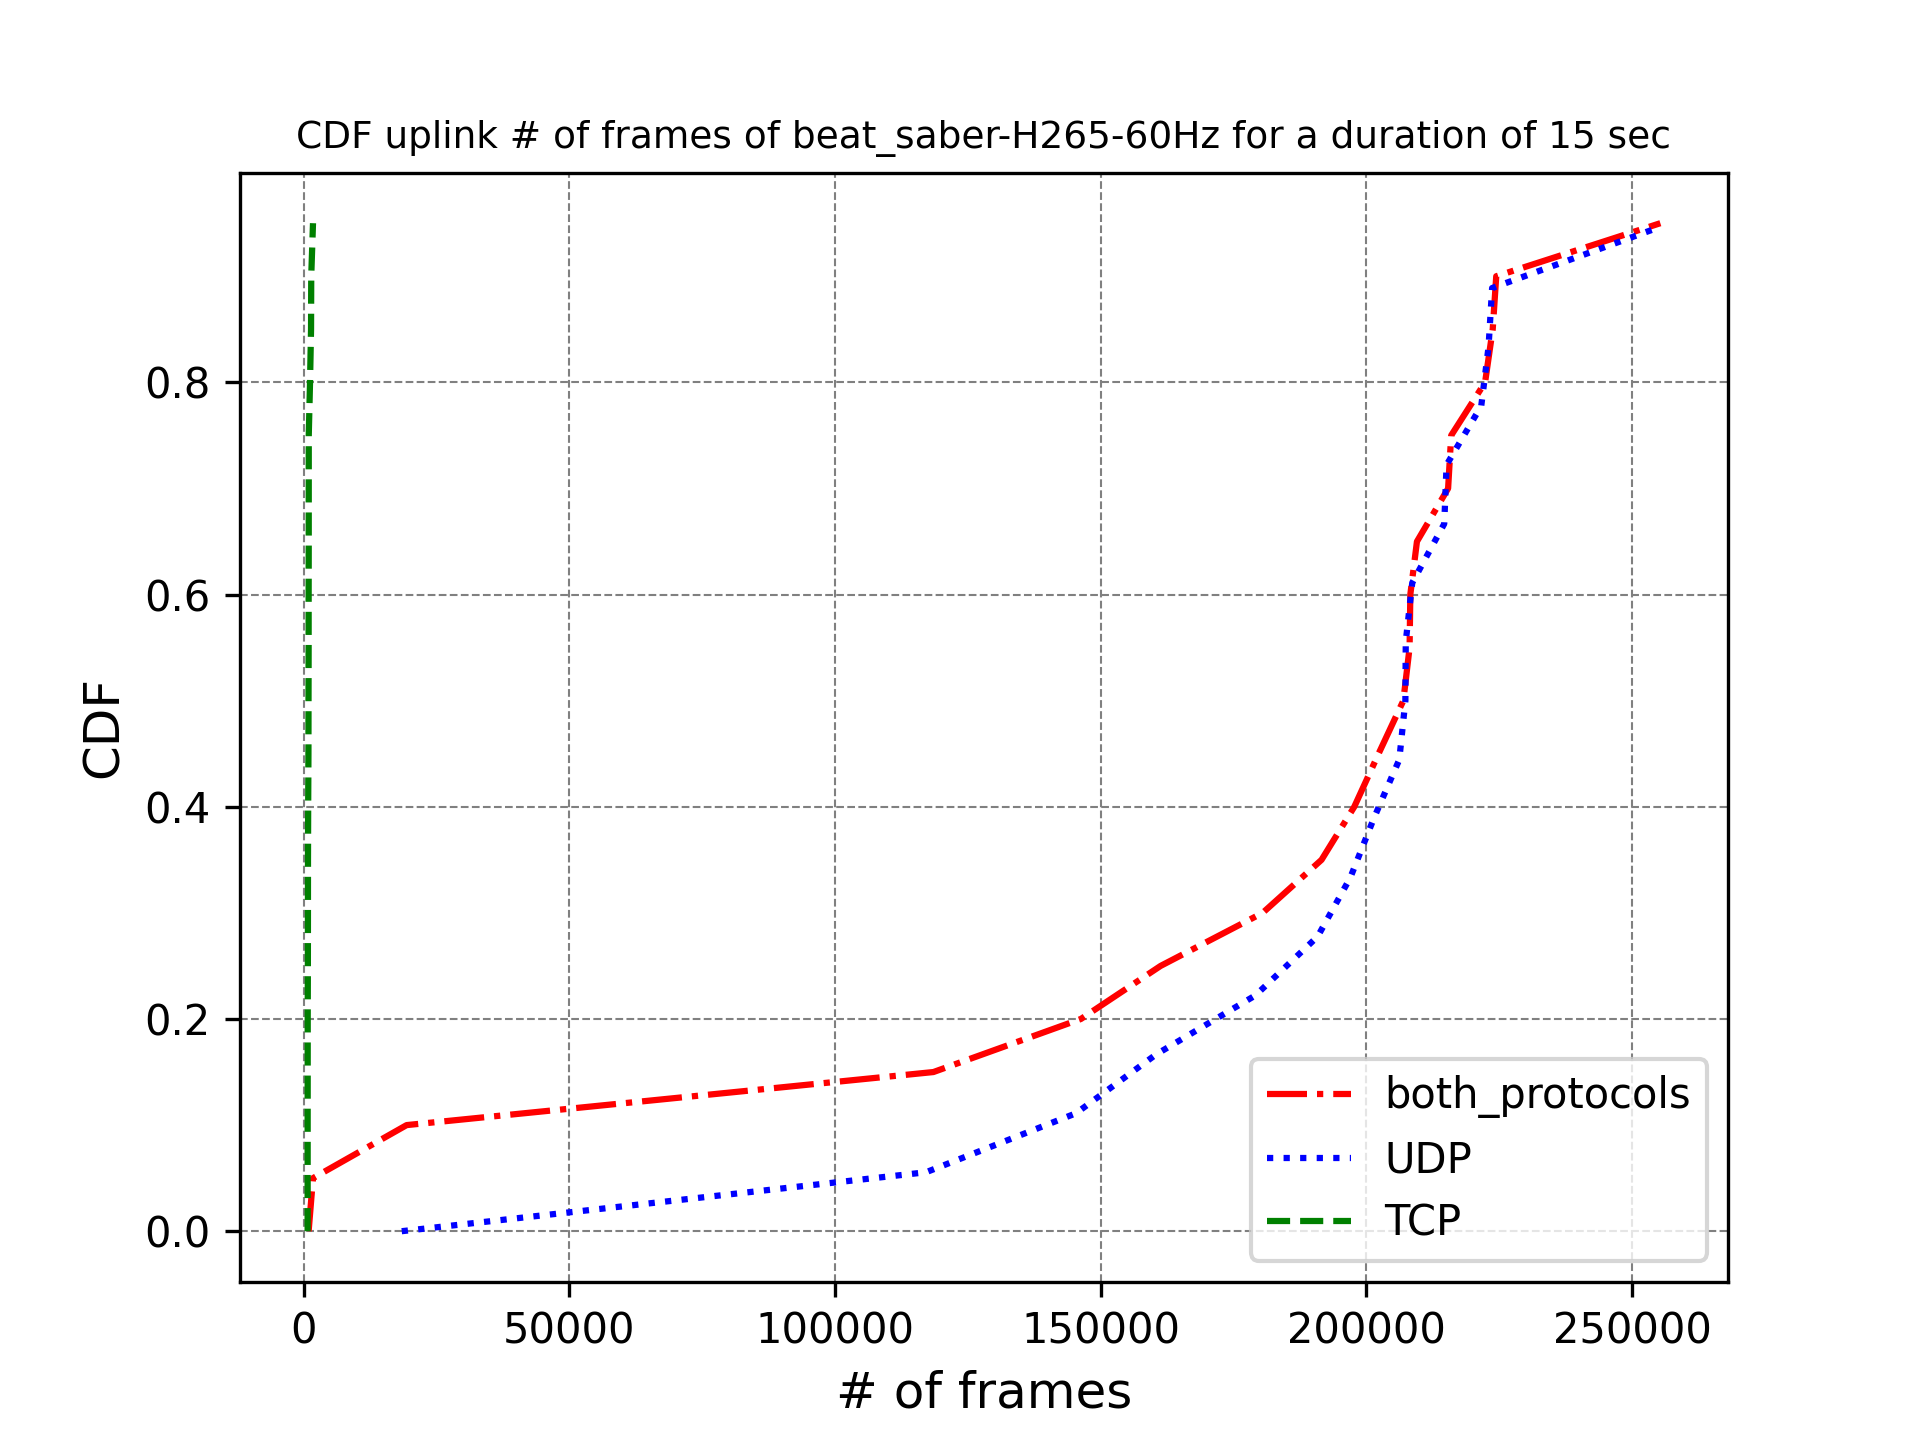 CDF uplink # of frames of beat_saber-H265-60Hz for a duration of 15 sec
CDF
0.8
0.6
0.4
0.2
0.0
both_protocols
UDP
TCP
0 50000 100000 150000 200000 250000
# of frames